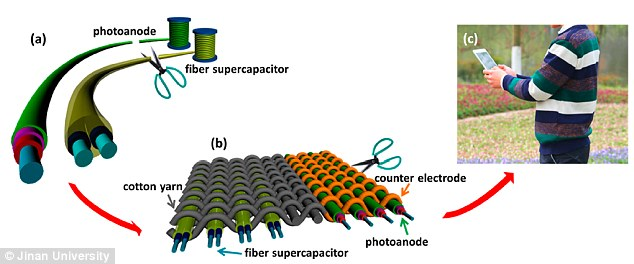 (a)
photoanode
fiber supercapacitor
(b)
cotton yarn
counter electrode
photoanode
fiber supercapacitor
(c)
© Jinan University